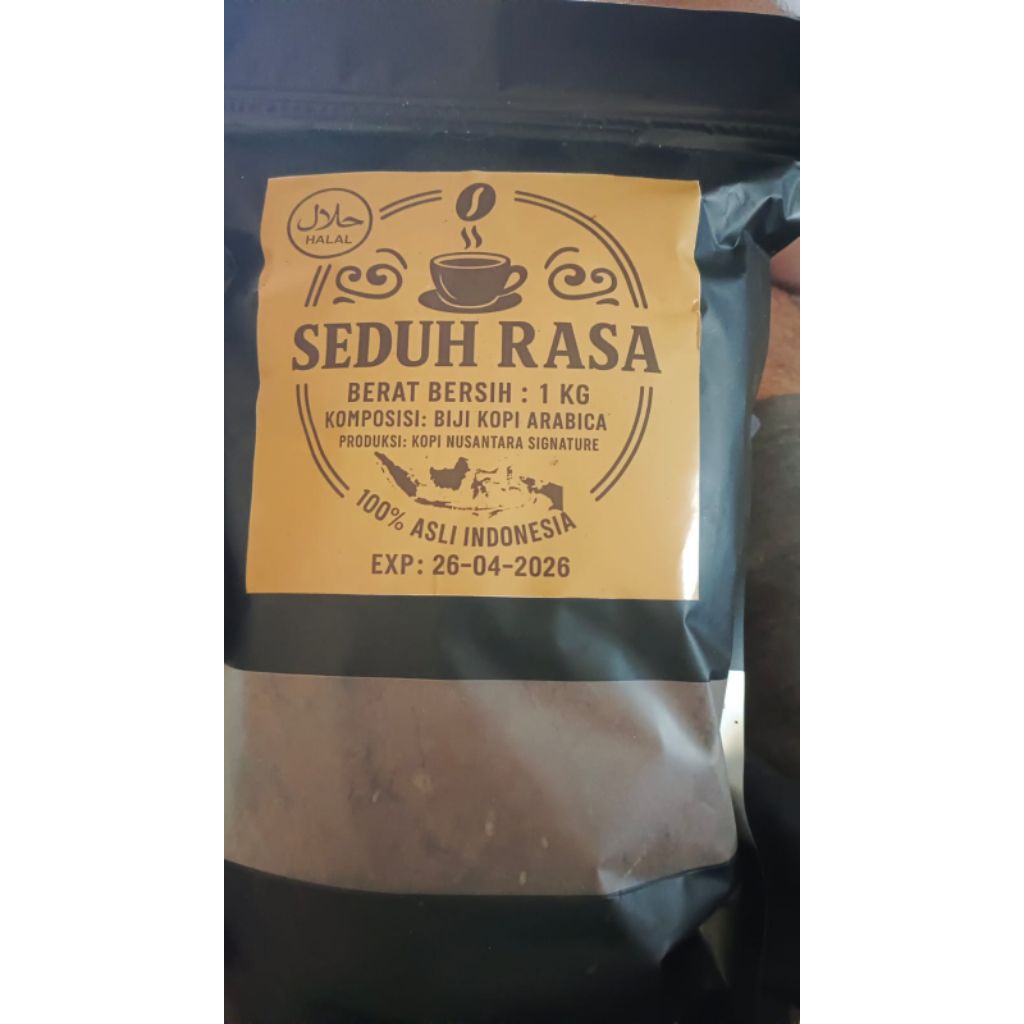 حلال
HALAL
SEDUH RASA
BERAT BERSIH : 1 KG
KOMPOSISI: BIJI KOPI ARABICA
PRODUKSI: KOPI NUSANTARA SIGNATURE
100% ASLI INDONESIA
EXP: 26-04-2026